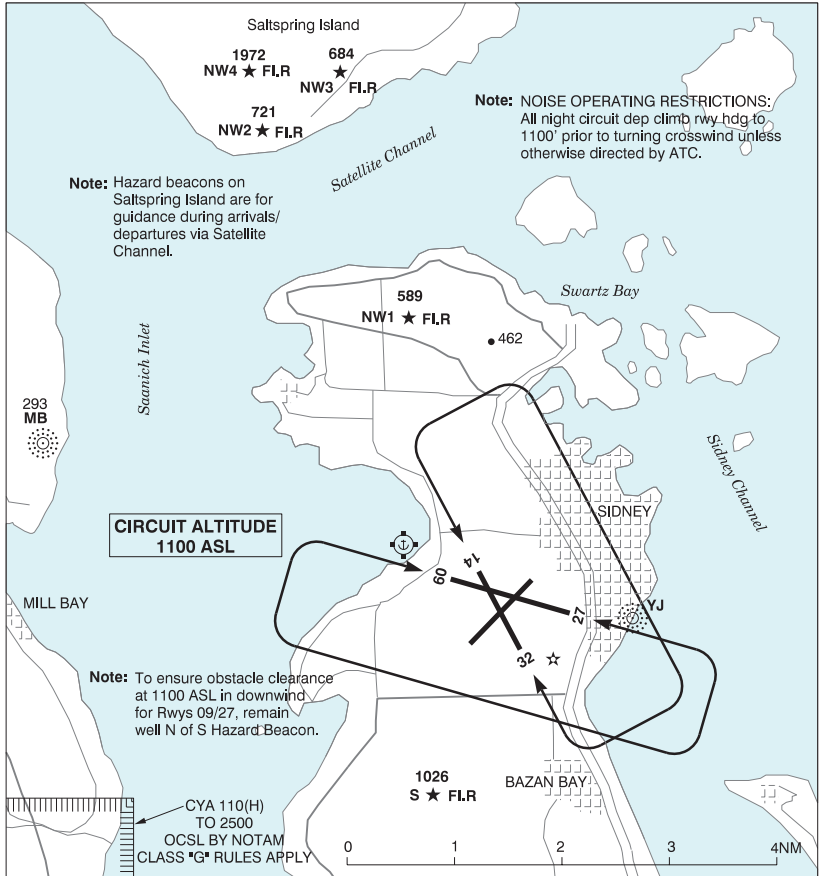 Saltspring Island
1972
NW4 ★ Fl.R
684
★
NW3 Fl.R
721
NW2 ★ Fl.R
Note: NOISE OPERATING RESTRICTIONS:
All night circuit dep climb rwy hdg to
1100' prior to turning crosswind unless
otherwise directed by ATC.
Satellite Channel
Note: Hazard beacons on
Saltspring Island are for
guidance during arrivals/
departures via Satellite
Channel.
Swartz Bay
589
NW1 ★ Fl.R
462
Saanich Inlet
293
MB
Sidney Channel
SIDNEY
CIRCUIT ALTITUDE
1100 ASL
14
09
27
YJ
MILL BAY
32
Note: To ensure obstacle clearance
at 1100 ASL in downwind
for Rwys 09/27, remain
well N of S Hazard Beacon.
1026
S ★ Fl.R
BAZAN BAY
CYA 110(H)
TO 2500
OCSL BY NOTAM
CLASS "G" RULES APPLY
0 1 2 3 4NM